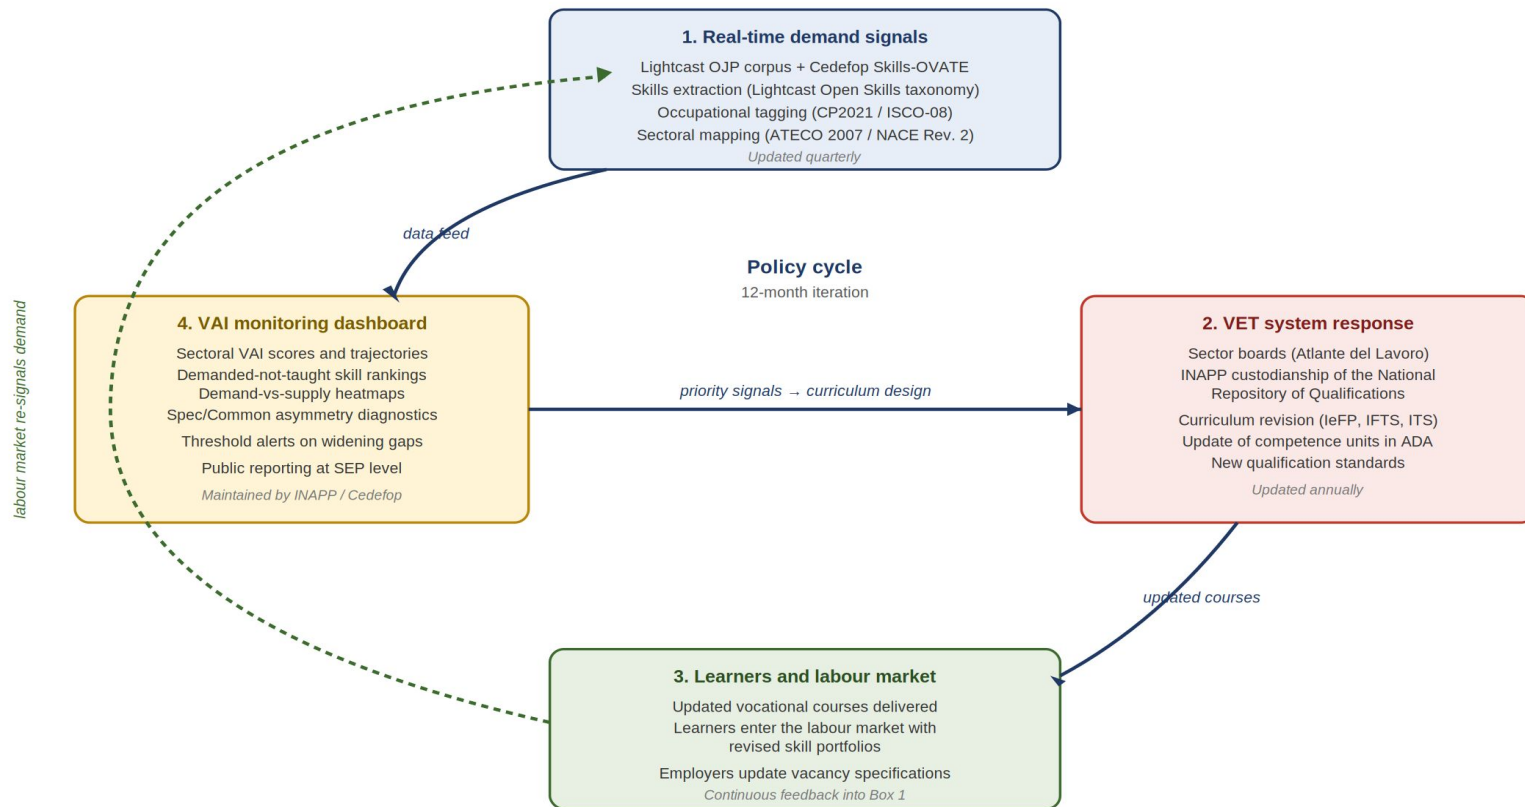 1. Real-time demand signals
Lightcast OJP corpus + Cedefop Skills-OVATE
Skills extraction (Lightcast Open Skills taxonomy)
Occupational tagging (CP2021 / ISCO-08)
Sectoral mapping (ATECO 2007 / NACE Rev. 2)
Updated quarterly
data feed
Policy cycle
12-month iteration
labour market re-signals demand
4. VAI monitoring dashboard
Sectoral VAI scores and trajectories
Demanded-not-taught skill rankings
Demand-vs-supply heatmaps
Spec/Common asymmetry diagnostics
Threshold alerts on widening gaps
Public reporting at SEP level
Maintained by INAPP / Cedefop
priority signals → curriculum design
2. VET system response
Sector boards (Atlante del Lavoro)
INAPP custodianship of the National
Repository of Qualifications
Curriculum revision (IeFP, IFTS, ITS)
Update of competence units in ADA
New qualification standards
Updated annually
updated courses
3. Learners and labour market
Updated vocational courses delivered
Learners enter the labour market with
revised skill portfolios
Employers update vacancy specifications
Continuous feedback into Box 1